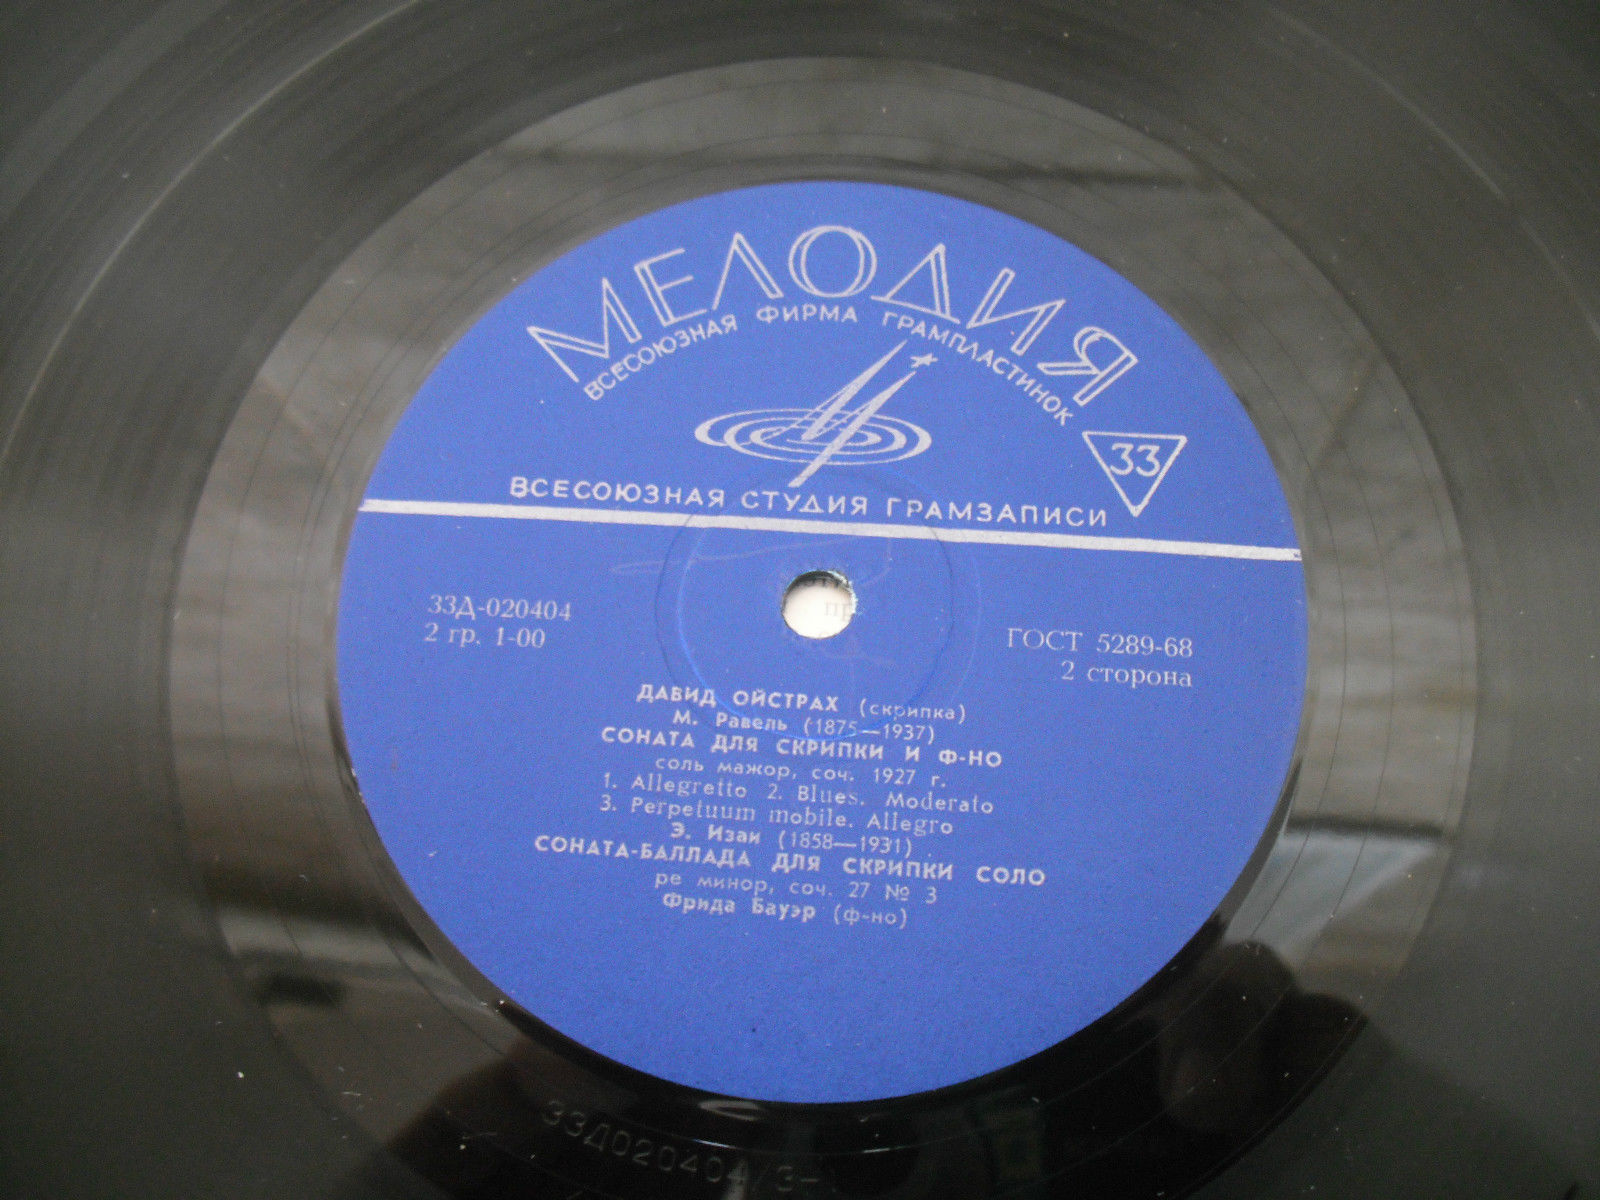 МЕЛОДИЯ
ВСЕСОЮЗНАЯ ФИРМА ГРАМПЛАСТИНОК
33
ВСЕСОЮЗНАЯ СТУДИЯ ГРАМЗАПИСИ
33Д-020404
2 гр. 1-00
ГОСТ 5289-68
2 сторона
ДАВИД ОЙСТРАХ (скрипка)
М. Равель (1875—1937)
СОНАТА ДЛЯ СКРИПКИ И Ф-НО
соль мажор, соч. 1927 г.
1. Allegretto 2. Blues. Moderato
3. Perpetuum mobile. Allegro
Э. Изаи (1858—1931)
СОНАТА-БАЛЛАДА ДЛЯ СКРИПКИ СОЛО
ре минор, соч. 27 № 3
Фрида Бауэр (ф-но)
33Д020404/3-